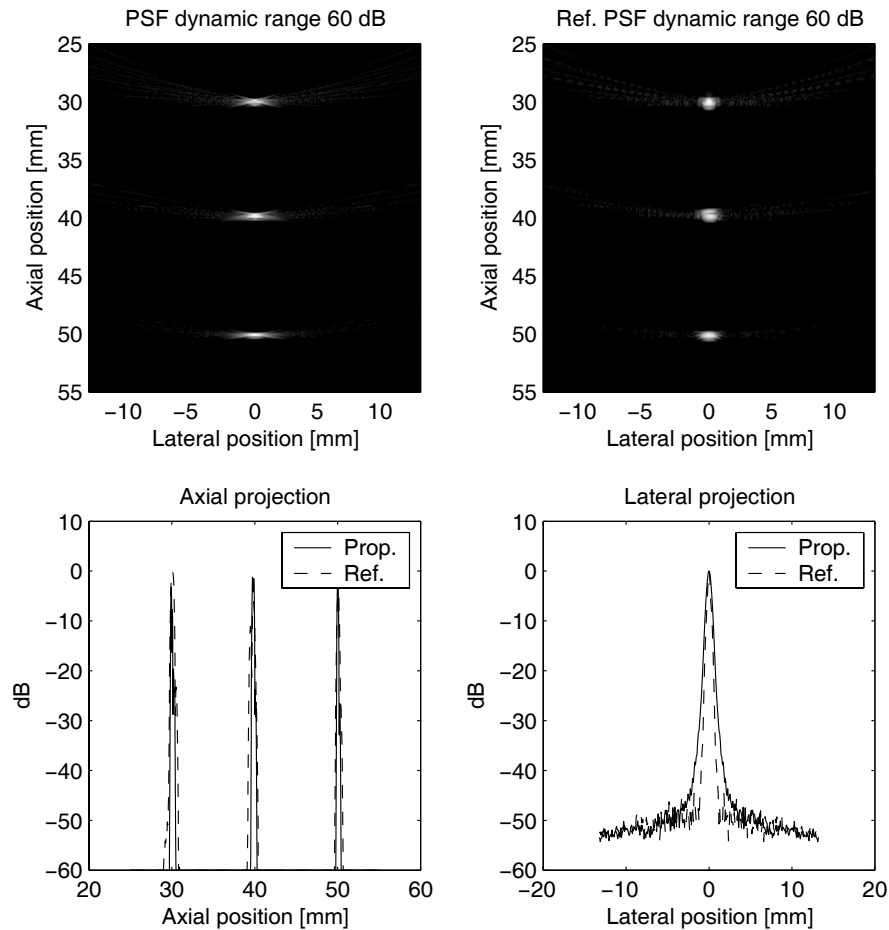 PSF dynamic range 60 dB
25
30
35
40
45
50
55
Axial position [mm]
−10 −5 0 5 10
Lateral position [mm]
Ref. PSF dynamic range 60 dB
25
30
35
40
45
50
55
Axial position [mm]
−10 −5 0 5 10
Lateral position [mm]
Axial projection
10
0
−10
−20
−30
−40
−50
−60
dB
Prop.
Ref.
20 30 40 50 60
Axial position [mm]
Lateral projection
10
0
−10
−20
−30
−40
−50
−60
dB
Prop.
Ref.
−20 −10 0 10 20
Lateral position [mm]